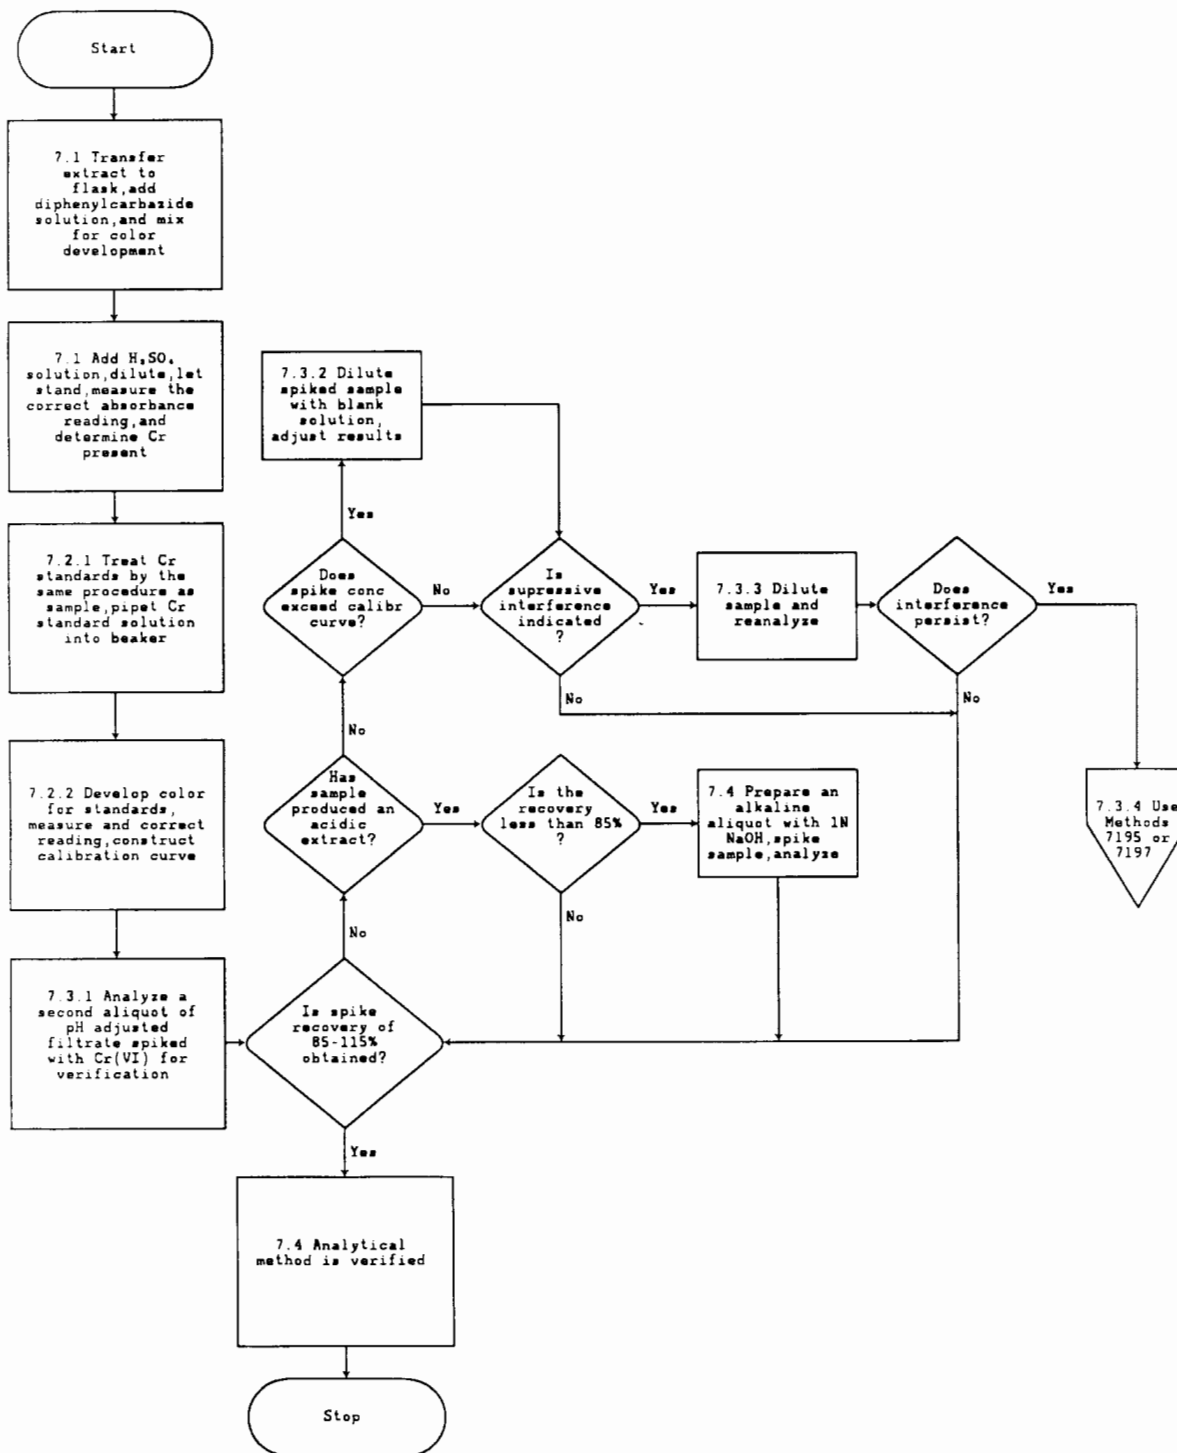 Start
7.1 Transfer
extract to
flask,add
diphenylcarbazide
solution,and mix
for color
development
7.1 Add H₂SO₄
solution,dilute,let
stand,measure the
correct absorbance
reading,and
determine Cr
present
7.2.1 Treat Cr
standards by the
same procedure as
sample,pipet Cr
standard solution
into beaker
7.2.2 Develop color
for standards,
measure and correct
reading,construct
calibration curve
7.3.1 Analyze a
second aliquot of
pH adjusted
filtrate spiked
with Cr(VI) for
verification
7.3.2 Dilute
spiked sample
with blank
solution,
adjust results
Yes
Does
spike conc
exceed calibr
curve?
No
Is
supressive
interference
indicated
?
Yes
7.3.3 Dilute
sample and
reanalyze
Does
interference
persist?
Yes
No
No
No
Has
sample
produced an
acidic
extract?
Yes
Is the
recovery
less than 85%
?
Yes
7.4 Prepare an
alkaline
aliquot with 1N
NaOH,spike
sample,analyze
7.3.4 Use
Methods
7195 or
7197
No
No
Is spike
recovery of
85-115%
obtained?
Yes
7.4 Analytical
method is verified
Stop